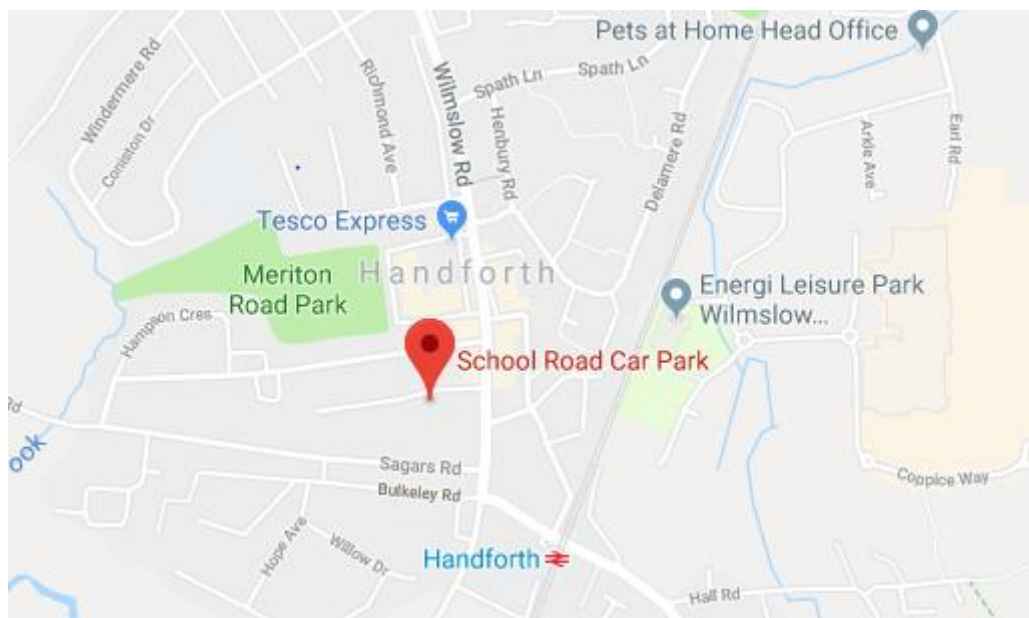 Pets at Home Head Office
Windermere Rd
Richmond Ave
Wilmslow Rd
Spath Ln
Spath Ln
Coniston Dr
Henbury Rd
Delamere Rd
Arkle Ave
Earl Rd
Tesco Express
Meriton
Road Park
Handforth
Energi Leisure Park
Wilmslow...
Hampson Cres
School Road Car Park
Rd
ook
Sagars Rd
Bulkeley Rd
Coppice Way
Hope Ave
Willow Dr
Handforth
Hall Rd